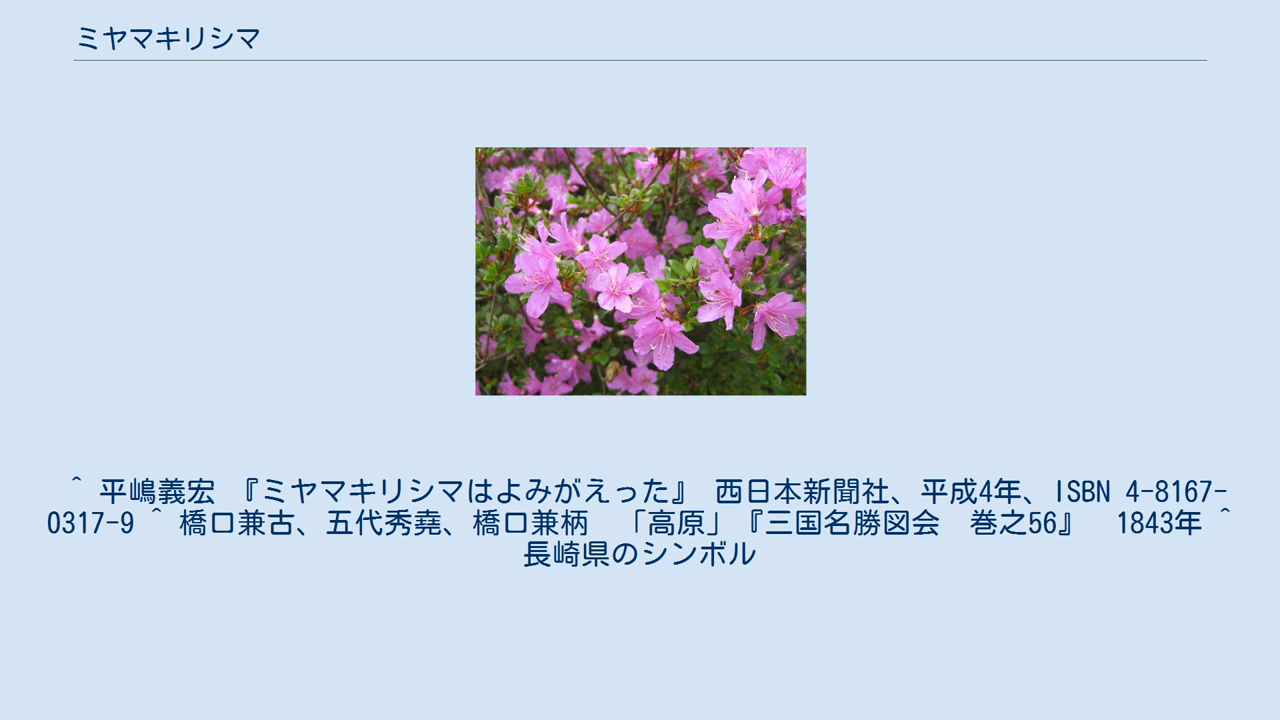 ミヤマキリシマ
^ 平嶋義宏 『ミヤマキリシマはよみがえった』 西日本新聞社、平成4年、ISBN 4-8167-
0317-9 ^ 橋口兼古、五代秀堯、橋口兼柄　「高原」『三国名勝図会　巻之56』　1843年 ^
長崎県のシンボル